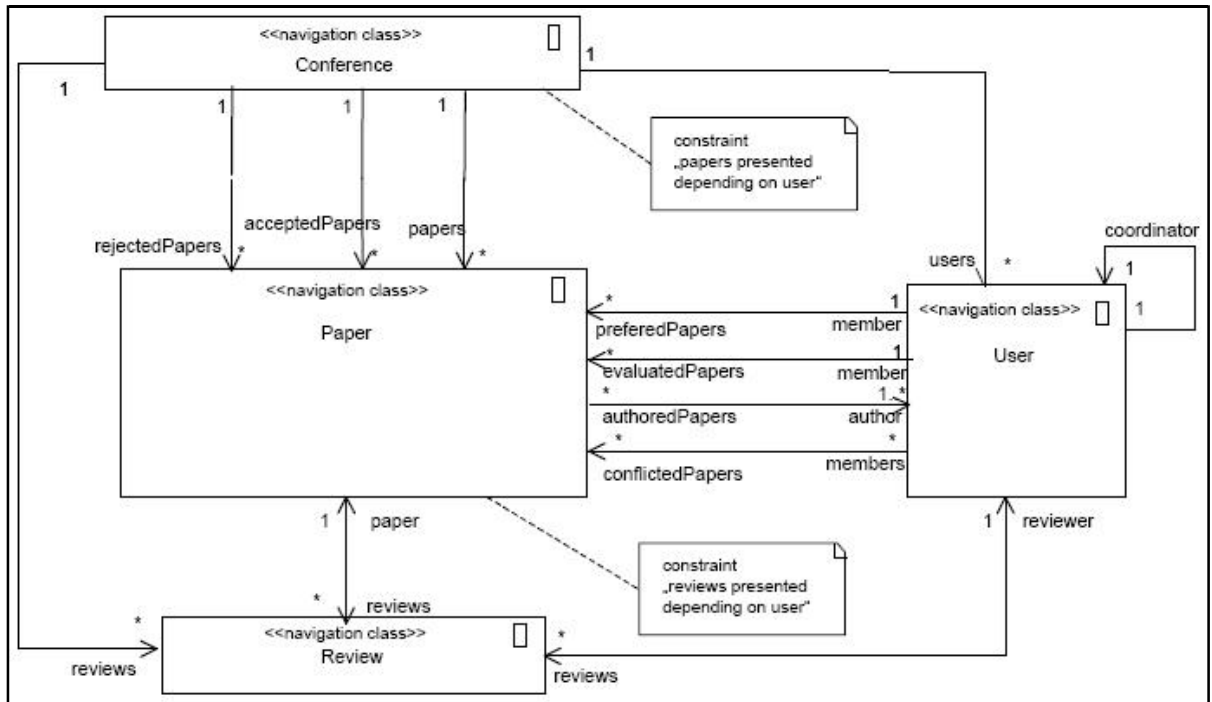 <<navigation class>>
Conference
1
1
1
1
1
constraint
„papers presented
depending on user“
rejectedPapers
*
acceptedPapers
*
papers
*
users
*
coordinator
1
1
<<navigation class>>
Paper
<<navigation class>>
User
*
preferedPapers
1
member
*
evaluatedPapers
1
member
*
authoredPapers
1..*
author
*
conflictedPapers
*
members
1
paper
1
reviewer
constraint
„reviews presented
depending on user“
*
reviews
<<navigation class>>
Review
*
reviews
*
reviews